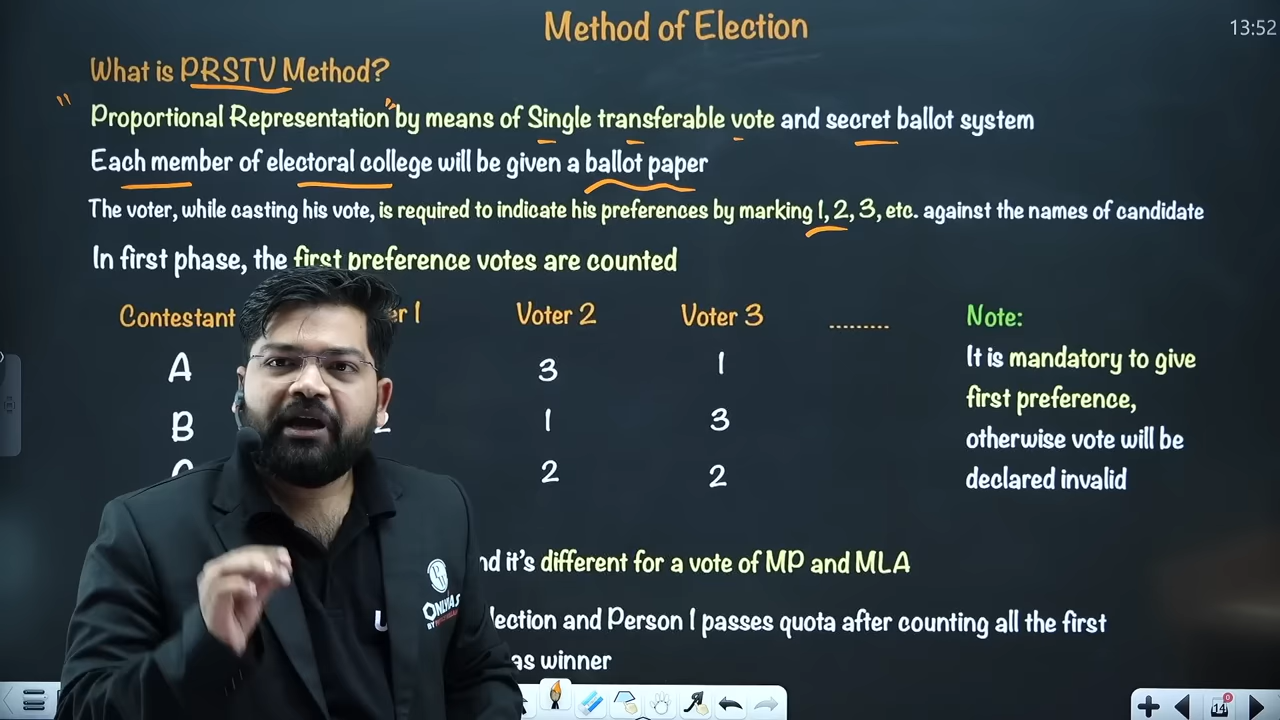 Method of Election
13:52
What is PRSTV Method?
"Proportional Representation" by means of Single transferable vote and secret ballot system
Each member of electoral college will be given a ballot paper
The voter, while casting his vote, is required to indicate his preferences by marking 1, 2, 3, etc. against the names of candidate
In first phase, the first preference votes are counted
Contestant 1 Voter 2 Voter 3 .........
A 3 1
B 2 1 3
2 2
Note:
It is mandatory to give
first preference,
otherwise vote will be
declared invalid
it's different for a vote of MP and MLA
and Person 1 passes quota after counting all the first
as winner
ONLYIAS
14